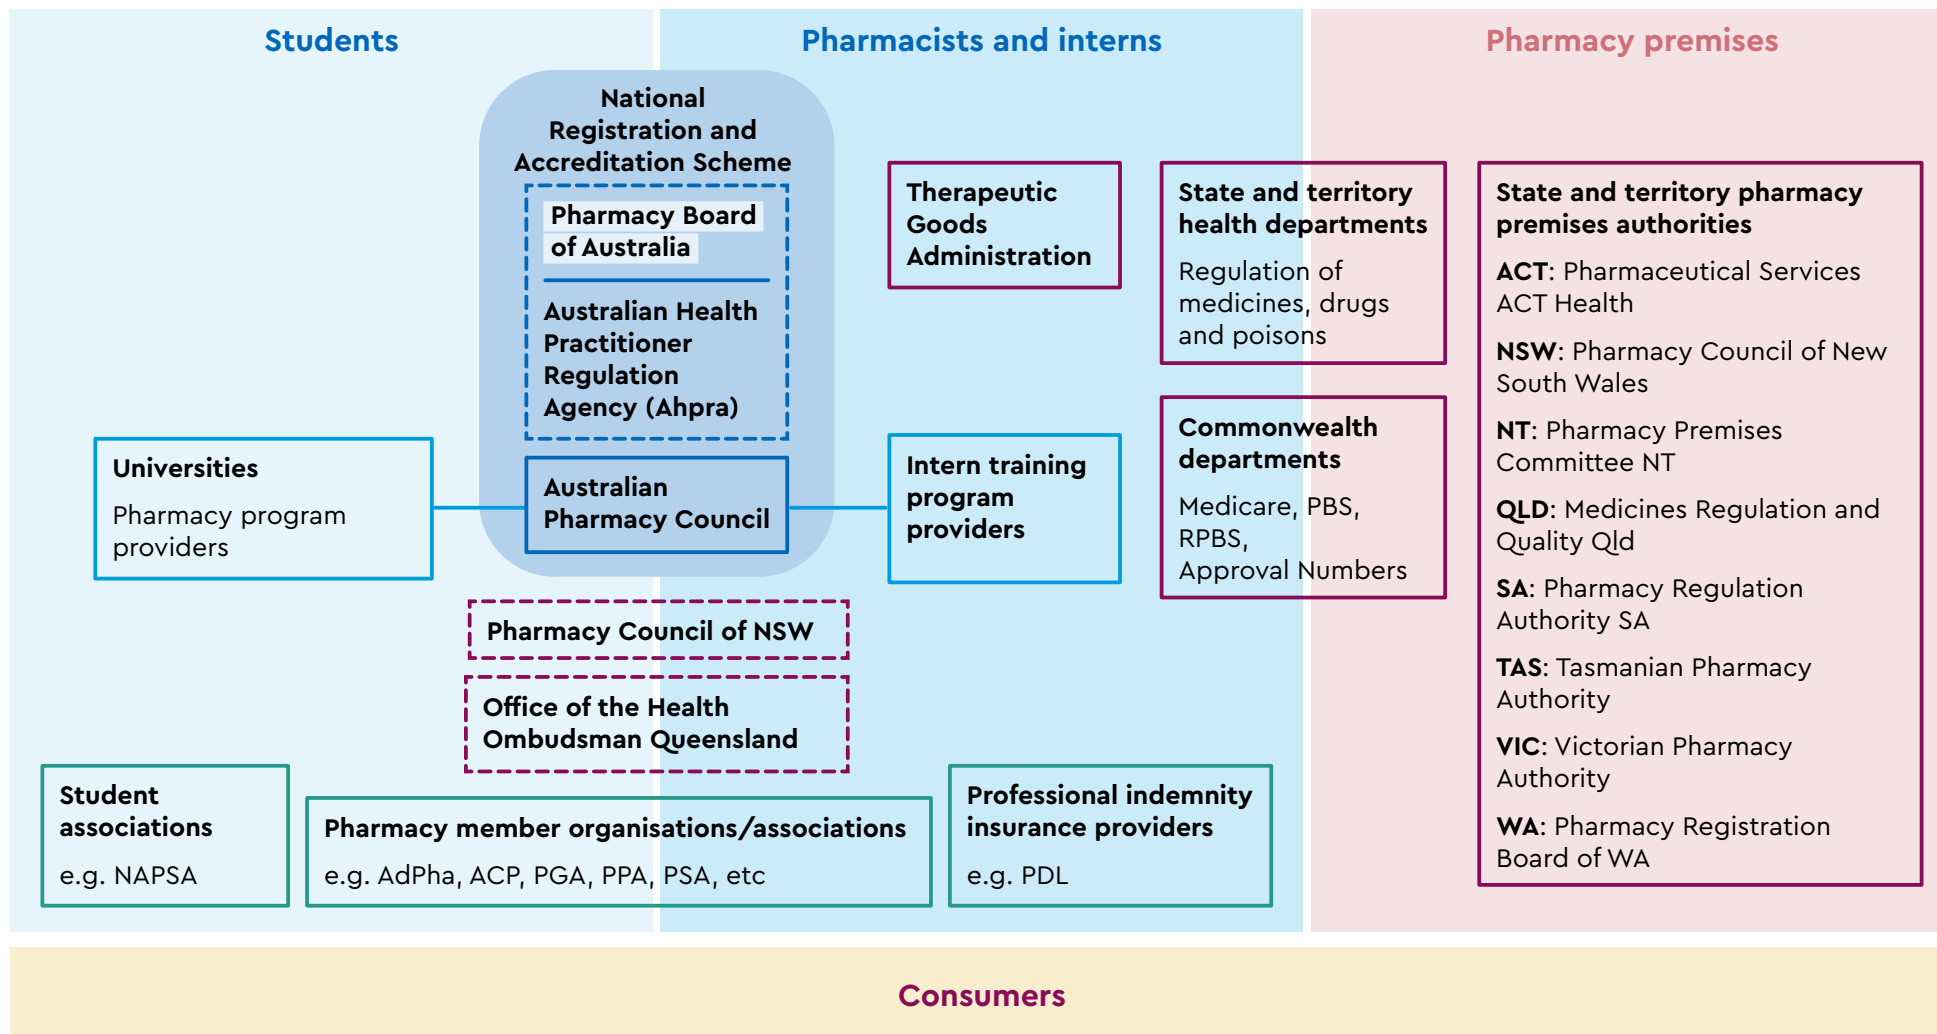 Students
Pharmacists and interns
Pharmacy premises
National
Registration and
Accreditation Scheme
Pharmacy Board
of Australia
Australian Health
Practitioner
Regulation
Agency (Ahpra)
Australian
Pharmacy Council
Universities
Pharmacy program
providers
Intern training
program
providers
Therapeutic
Goods
Administration
State and territory
health departments
Regulation of
medicines, drugs
and poisons
Commonwealth
departments
Medicare, PBS,
RPBS,
Approval Numbers
State and territory pharmacy
premises authorities
ACT: Pharmaceutical Services
ACT Health
NSW: Pharmacy Council of New
South Wales
NT: Pharmacy Premises
Committee NT
QLD: Medicines Regulation and
Quality Qld
SA: Pharmacy Regulation
Authority SA
TAS: Tasmanian Pharmacy
Authority
VIC: Victorian Pharmacy
Authority
WA: Pharmacy Registration
Board of WA
Pharmacy Council of NSW
Office of the Health
Ombudsman Queensland
Student
associations
e.g. NAPSA
Pharmacy member organisations/associations
e.g. AdPha, ACP, PGA, PPA, PSA, etc
Professional indemnity
insurance providers
e.g. PDL
Consumers